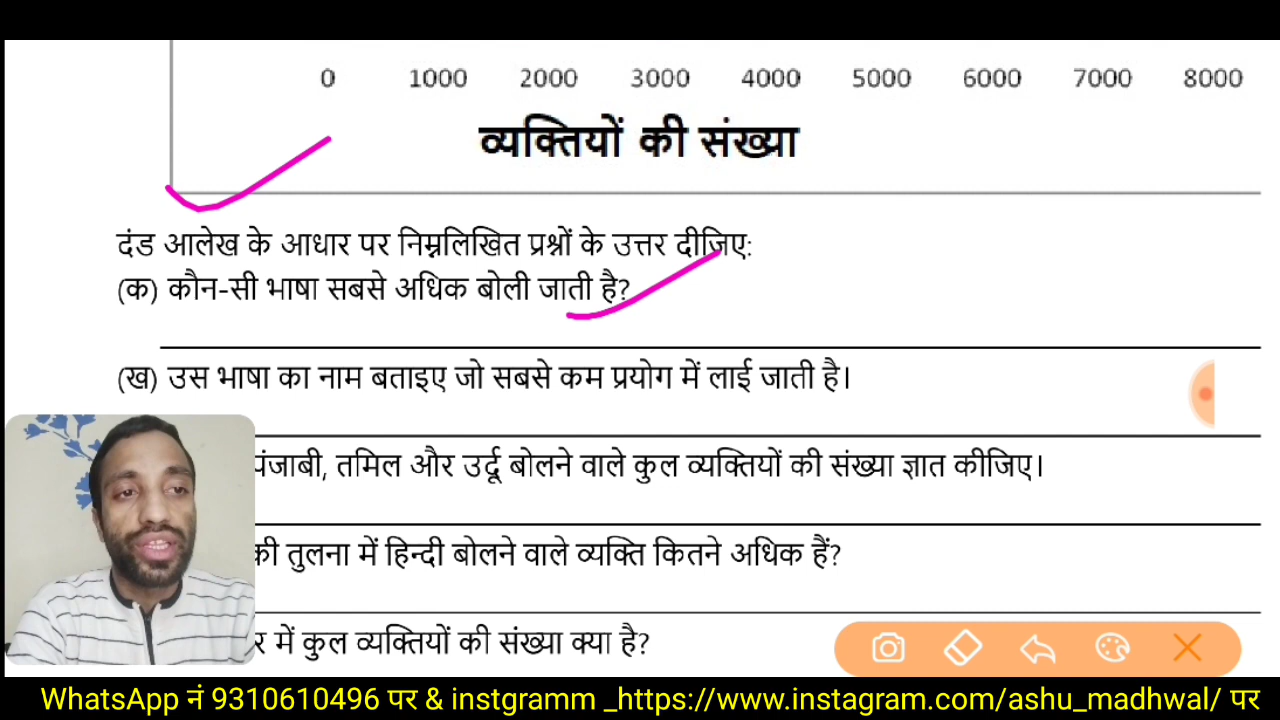 0 1000 2000 3000 4000 5000 6000 7000 8000
व्यक्तियों की संख्या
दंड आलेख के आधार पर निम्नलिखित प्रश्नों के उत्तर दीजिए:
(क) कौन-सी भाषा सबसे अधिक बोली जाती है?
(ख) उस भाषा का नाम बताइए जो सबसे कम प्रयोग में लाई जाती है।
पंजाबी, तमिल और उर्दू बोलने वाले कुल व्यक्तियों की संख्या ज्ञात कीजिए।
की तुलना में हिन्दी बोलने वाले व्यक्ति कितने अधिक हैं?
में कुल व्यक्तियों की संख्या क्या है?
WhatsApp नं 9310610496 पर & instgramm _https://www.instagram.com/ashu_madhwal/ पर